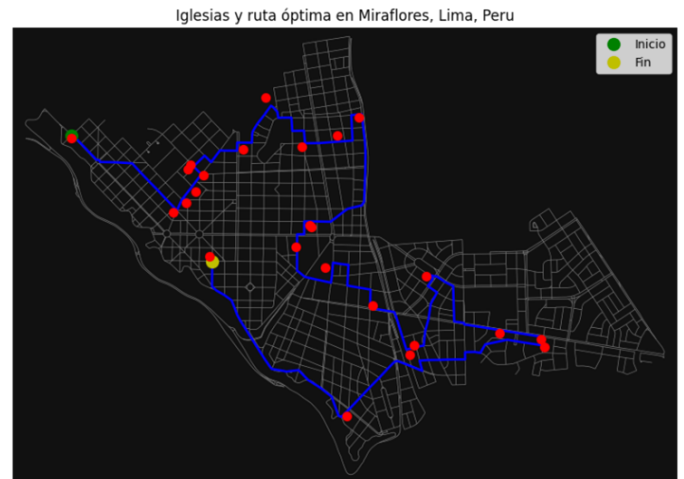 Iglesias y ruta óptima en Miraflores, Lima, Peru
Inicio
Fin